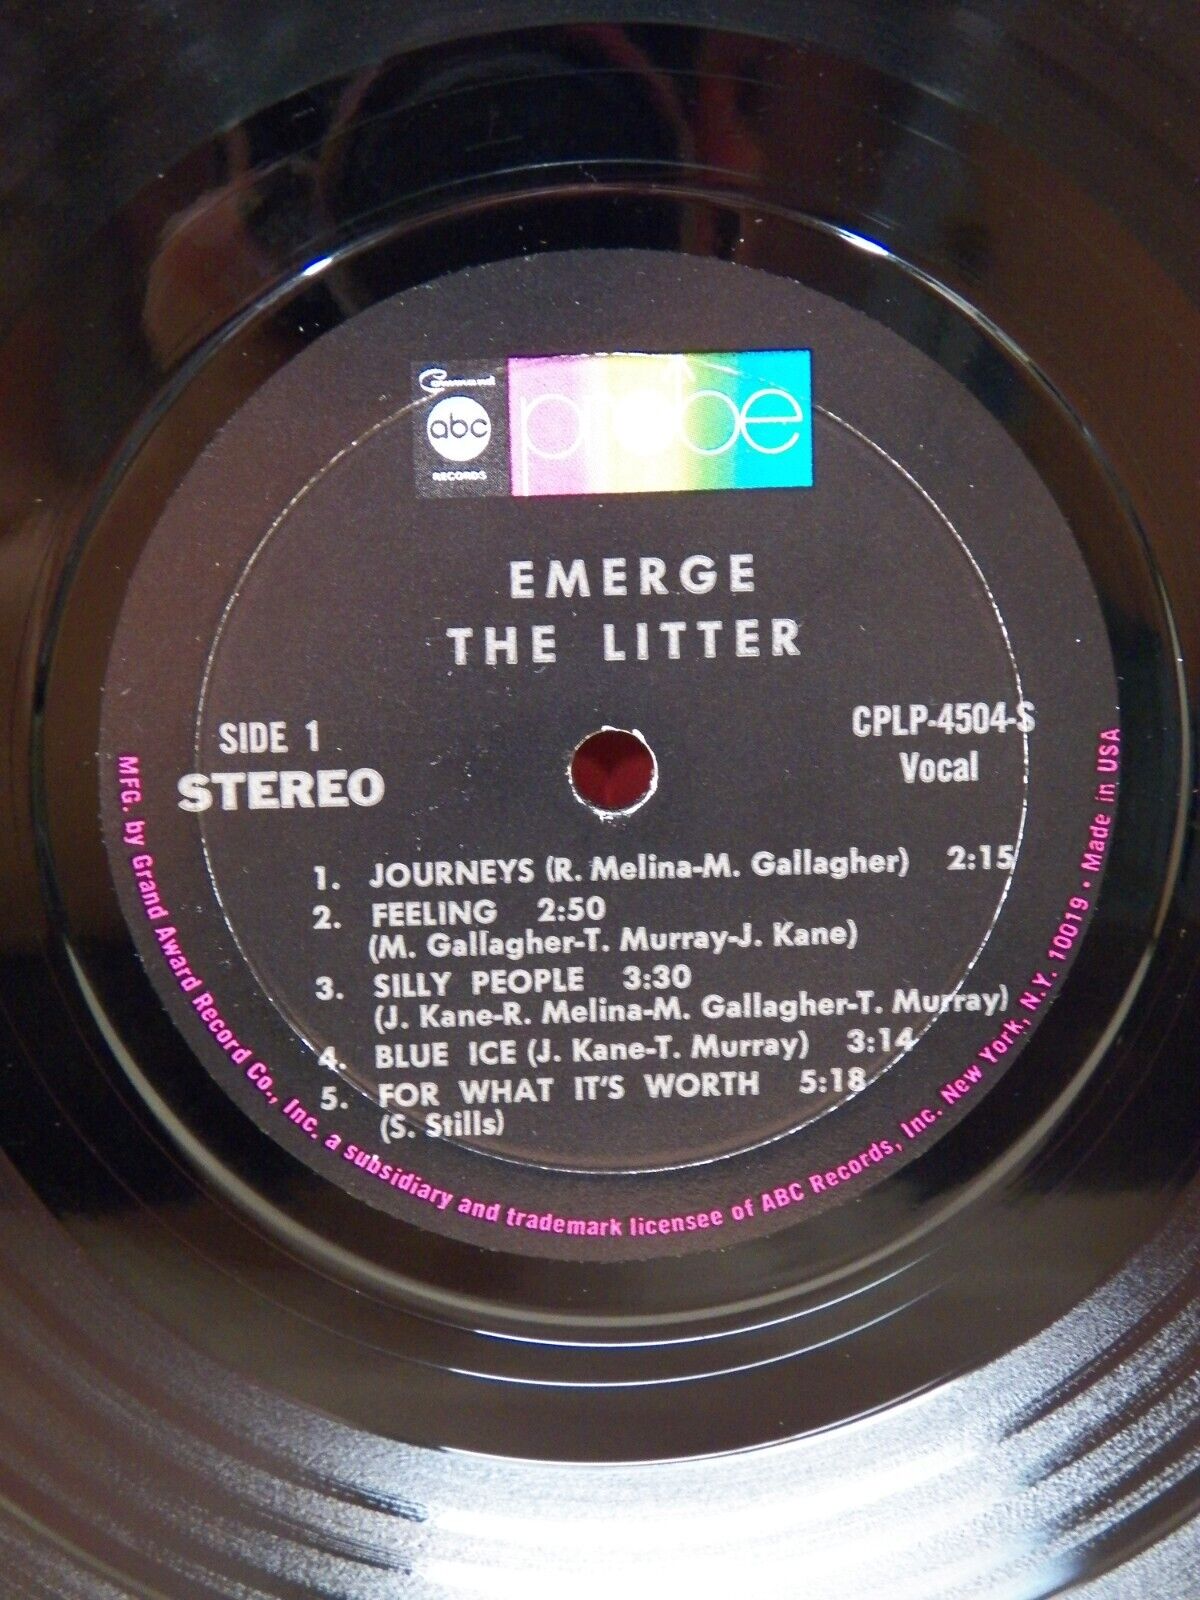 Command
abc
RECORDS
probe
EMERGE
THE LITTER
SIDE 1
STEREO
CPLP-4504-S
Vocal
1. JOURNEYS (R. Melina-M. Gallagher) 2:15
2. FEELING 2:50
(M. Gallagher-T. Murray-J. Kane)
3. SILLY PEOPLE 3:30
(J. Kane-R. Melina-M. Gallagher-T. Murray)
4. BLUE ICE (J. Kane-T. Murray) 3:14
5. FOR WHAT IT'S WORTH 5:18
(S. Stills)
MFG. by Grand Award Record Co., Inc. a subsidiary and trademark licensee of ABC Records, Inc. New York, N.Y. 10019 • Made in USA